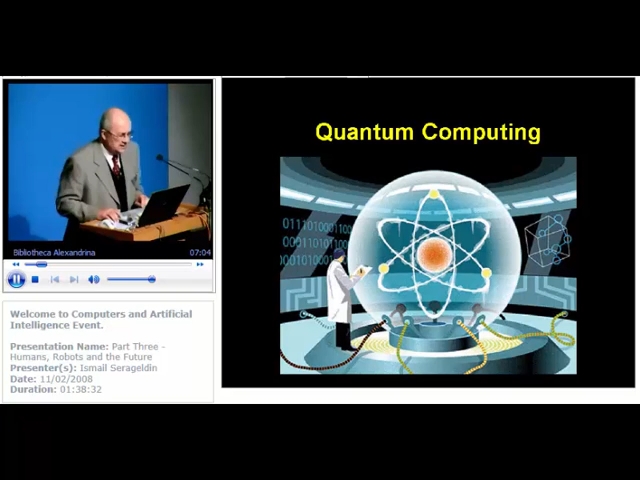 Quantum Computing
Bibliotheca Alexandrina
07:04
Welcome to Computers and Artificial
Intelligence Event.
Presentation Name: Part Three -
Humans, Robots and the Future
Presenter(s): Ismail Serageldin
Date: 11/02/2008
Duration: 01:38:32